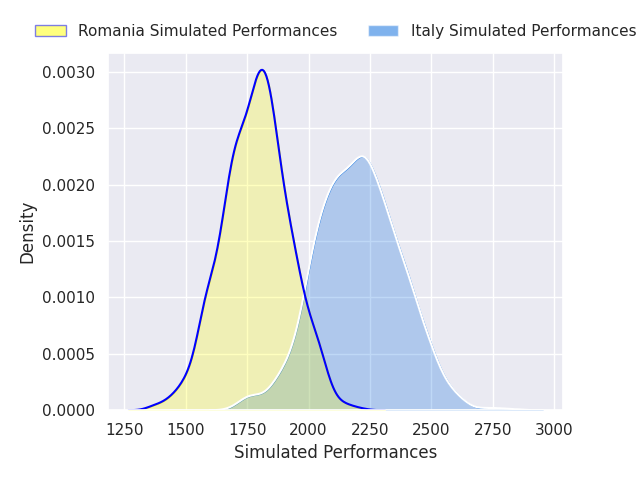 Romania Simulated Performances Italy Simulated Performances
0.0030
0.0025
0.0020
0.0015
0.0010
0.0005
0.0000
Density
1250 1500 1750 2000 2250 2500 2750 3000
Simulated Performances